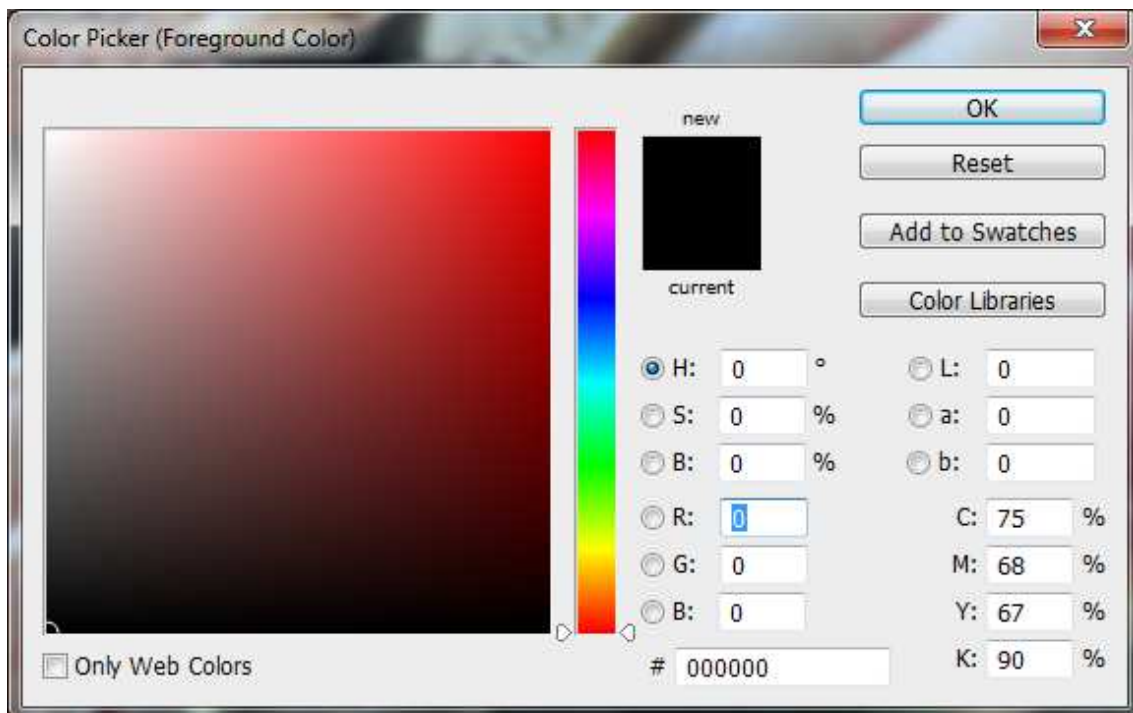 Color Picker (Foreground Color)
x
new
current
OK
Reset
Add to Swatches
Color Libraries
H: 0 °
S: 0 %
B: 0 %
R: 0
G: 0
B: 0
# 000000
L: 0
a: 0
b: 0
C: 75 %
M: 68 %
Y: 67 %
K: 90 %
Only Web Colors